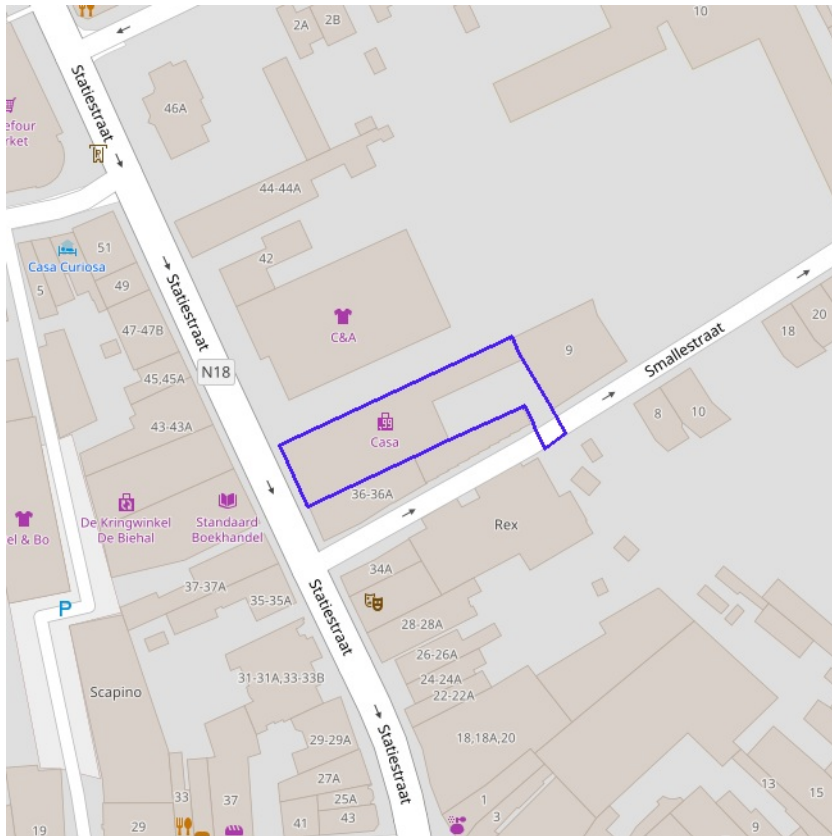 10
2A
2B
Statiestraat
46A
efour
rket
P
44-44A
42
51
Casa Curiosa
49
5
C&A
Statiestraat
47-47B
N18
9
Smallestraat
20
18
45,45A
8
10
43-43A
Casa
36-36A
De Kringwinkel
De Biehal
Standaard
Boekhandel
el & Bo
Rex
34A
37-37A
35-35A
P
Statiestraat
28-28A
26-26A
24-24A
22-22A
31-31A,33-33B
Scapino
29-29A
18,18A,20
Statiestraat
27A
13
15
33
37
25A
1
3
43
41
19
29
9